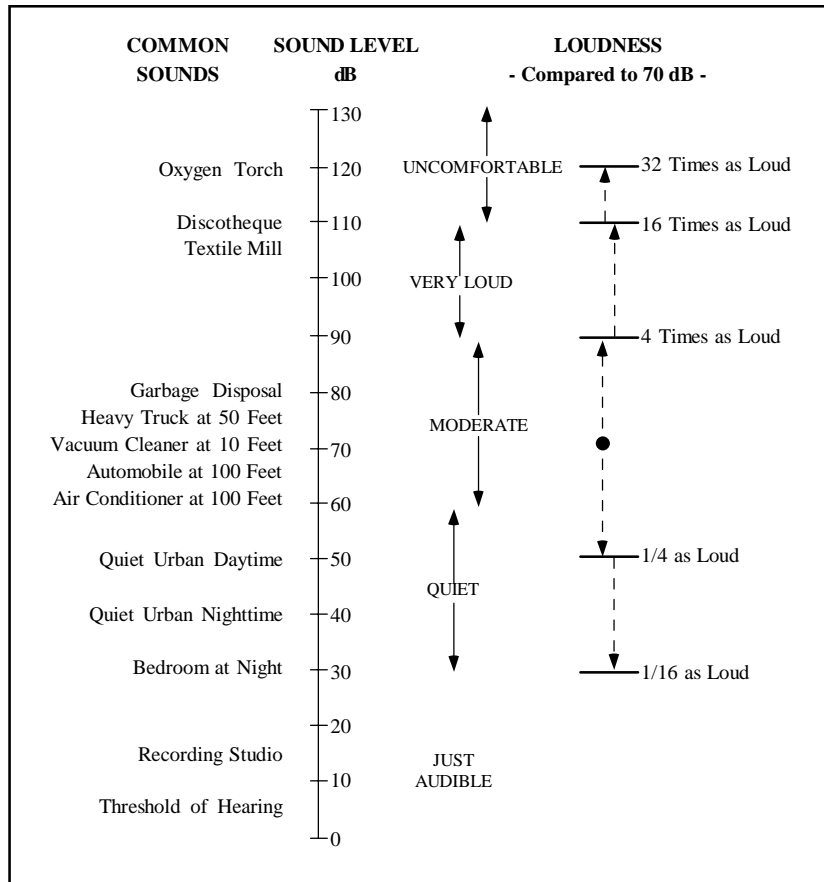 COMMON SOUND LEVEL LOUDNESS
SOUNDS dB - Compared to 70 dB -
130
Oxygen Torch 120 UNCOMFORTABLE 32 Times as Loud
Discotheque 110 16 Times as Loud
Textile Mill
100 VERY LOUD
90 4 Times as Loud
Garbage Disposal 80
Heavy Truck at 50 Feet MODERATE
Vacuum Cleaner at 10 Feet 70
Automobile at 100 Feet
Air Conditioner at 100 Feet 60
Quiet Urban Daytime 50 1/4 as Loud
QUIET
Quiet Urban Nighttime 40
Bedroom at Night 30 1/16 as Loud
20
Recording Studio JUST
10 AUDIBLE
Threshold of Hearing
0